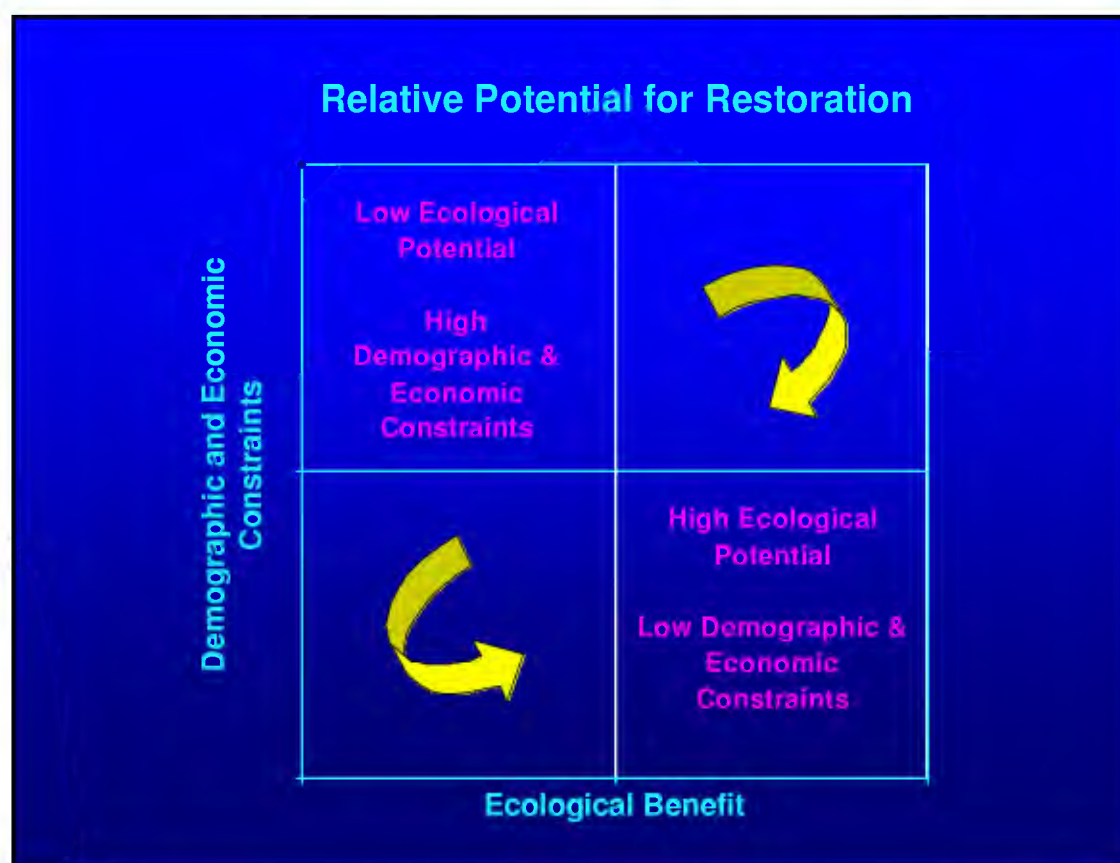 Relative Potential for Restoration
Demographic and Economic
Constraints
Low Ecological
Potential
High
Demographic &
Economic
Constraints
High Ecological
Potential
Low Demographic &
Economic
Constraints
Ecological Benefit